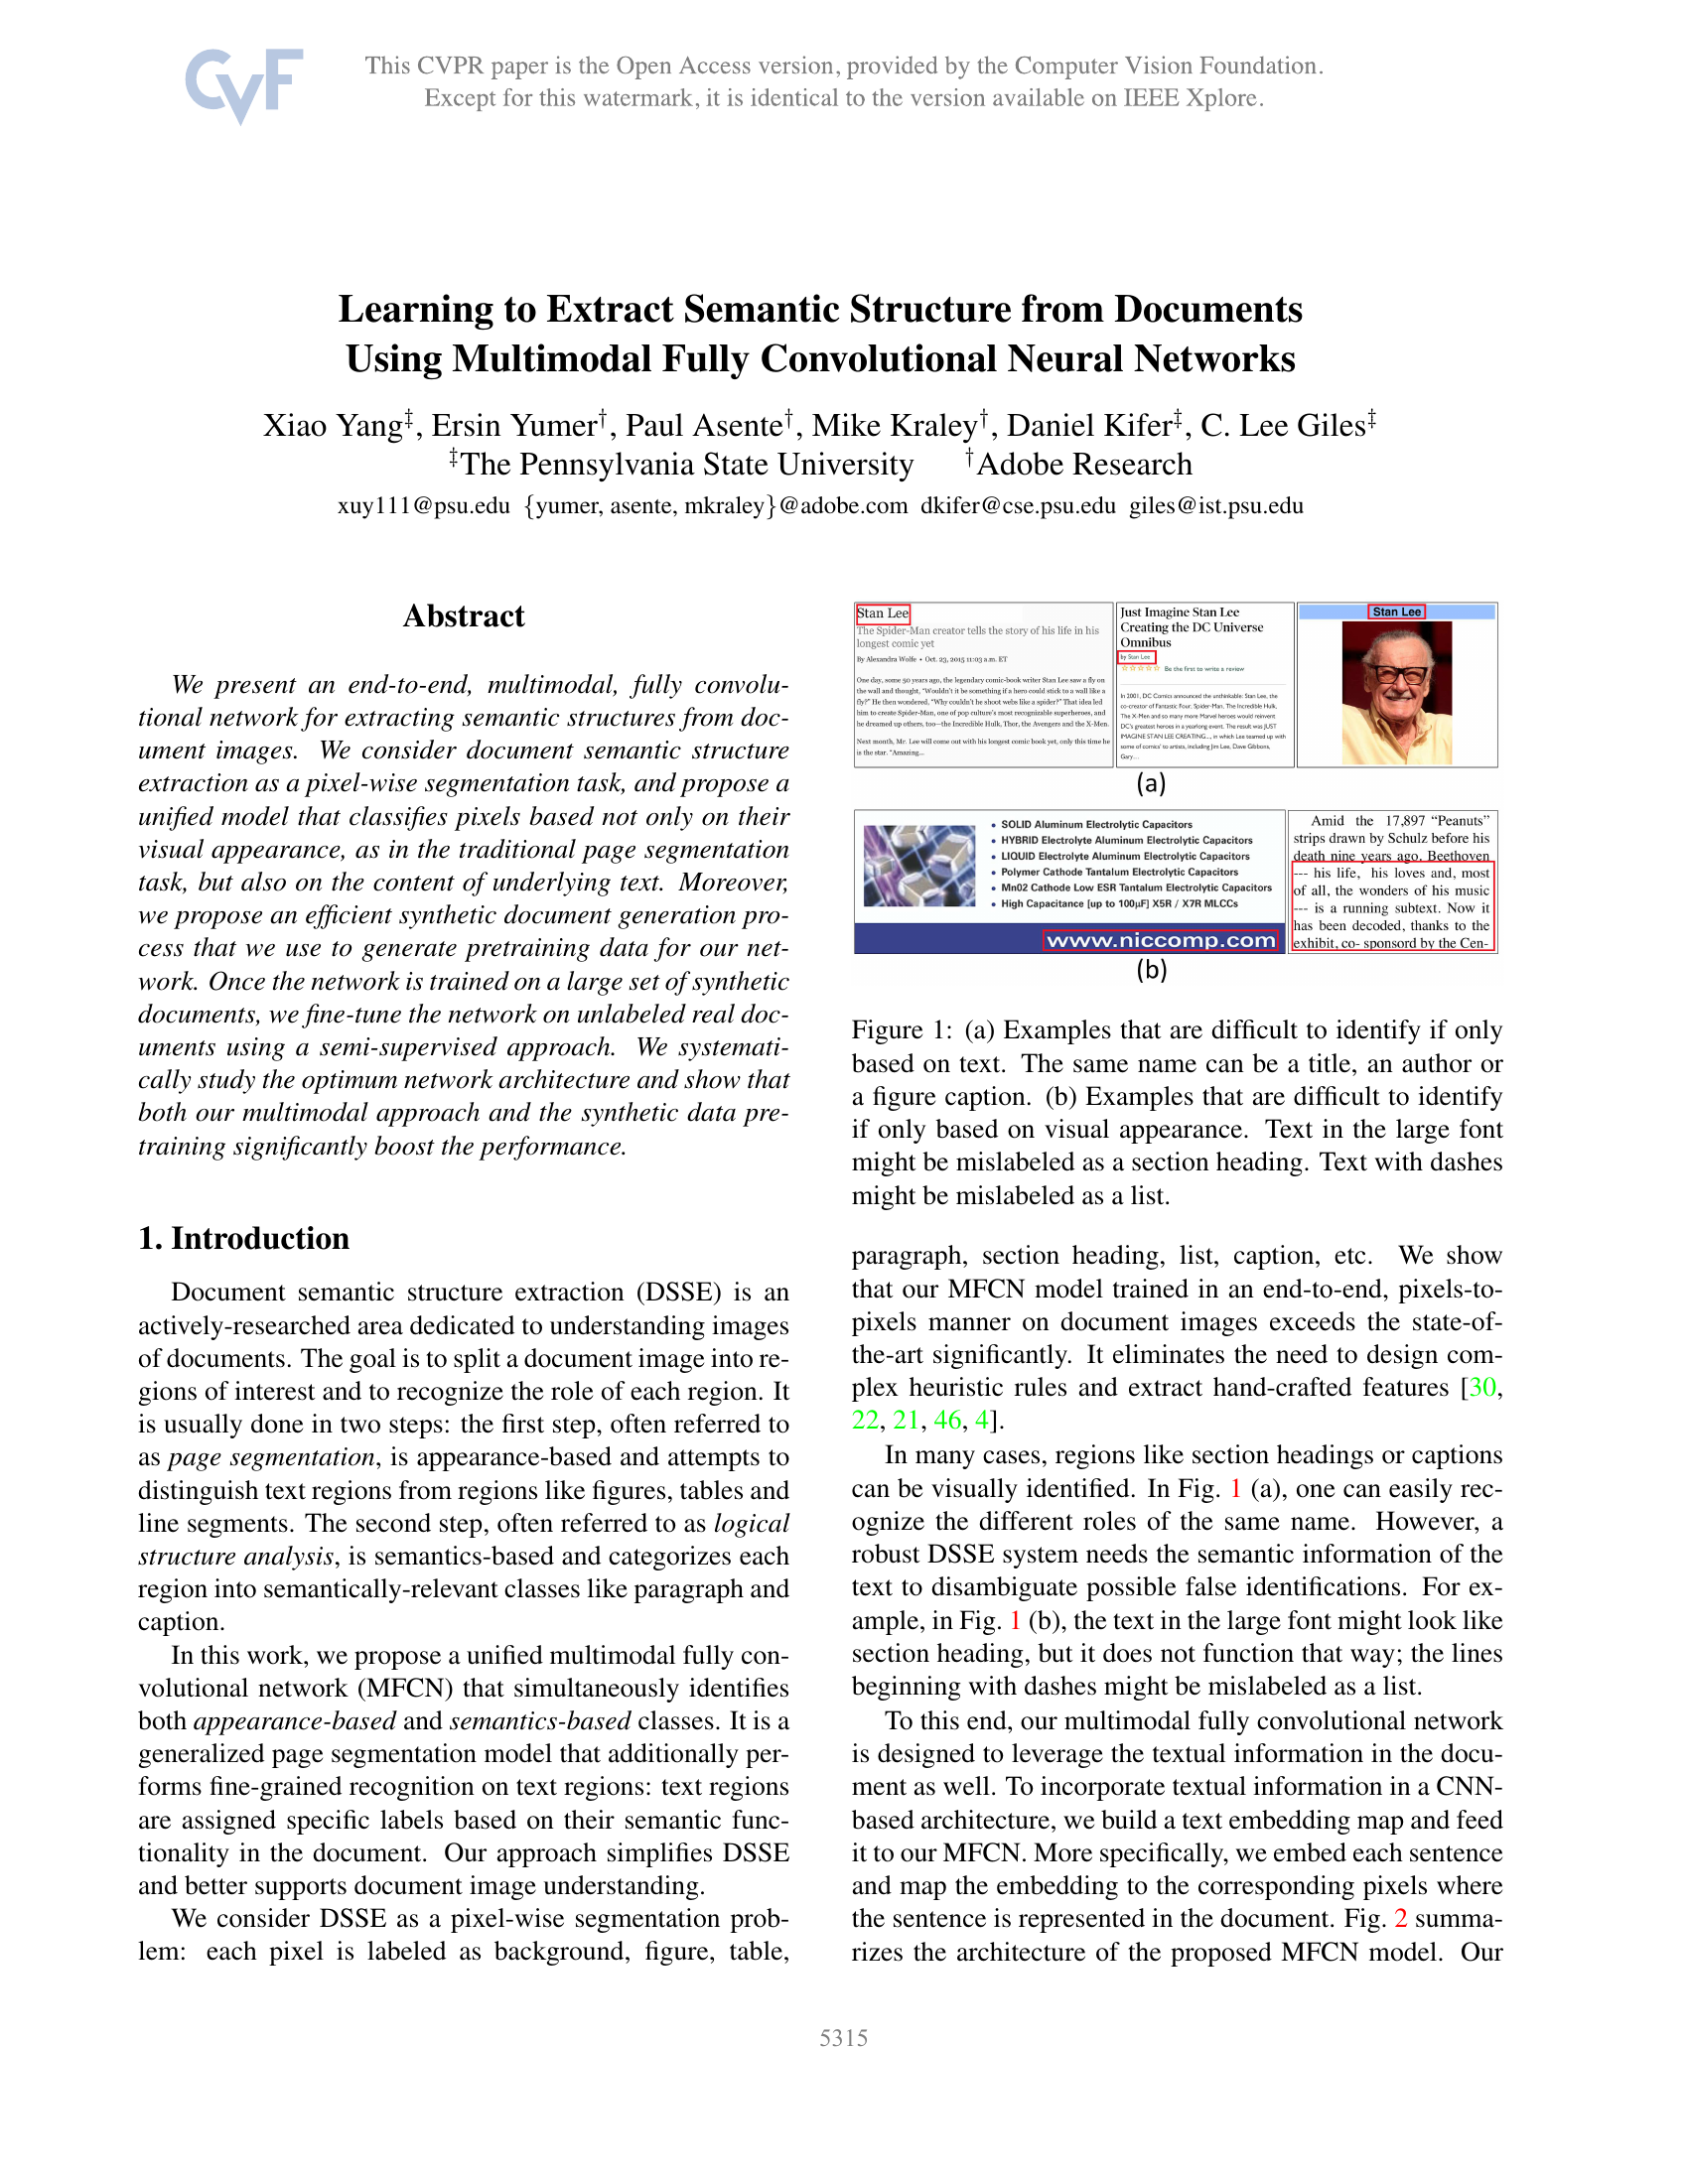 CVF
This CVPR paper is the Open Access version, provided by the Computer Vision Foundation.
Except for this watermark, it is identical to the version available on IEEE Xplore.
Learning to Extract Semantic Structure from Documents
Using Multimodal Fully Convolutional Neural Networks
Xiao Yang‡, Ersin Yumer†, Paul Asente†, Mike Kraley†, Daniel Kifer‡, C. Lee Giles‡
‡The Pennsylvania State University †Adobe Research
xuy111@psu.edu {yumer, asente, mkraley}@adobe.com dkifer@cse.psu.edu giles@ist.psu.edu
Abstract
We present an end-to-end, multimodal, fully convolu-
tional network for extracting semantic structures from doc-
ument images. We consider document semantic structure
extraction as a pixel-wise segmentation task, and propose a
unified model that classifies pixels based not only on their
visual appearance, as in the traditional page segmentation
task, but also on the content of underlying text. Moreover,
we propose an efficient synthetic document generation pro-
cess that we use to generate pretraining data for our net-
work. Once the network is trained on a large set of synthetic
documents, we fine-tune the network on unlabeled real doc-
uments using a semi-supervised approach. We systemati-
cally study the optimum network architecture and show that
both our multimodal approach and the synthetic data pre-
training significantly boost the performance.
1. Introduction
Document semantic structure extraction (DSSE) is an
actively-researched area dedicated to understanding images
of documents. The goal is to split a document image into re-
gions of interest and to recognize the role of each region. It
is usually done in two steps: the first step, often referred to
as page segmentation, is appearance-based and attempts to
distinguish text regions from regions like figures, tables and
line segments. The second step, often referred to as logical
structure analysis, is semantics-based and categorizes each
region into semantically-relevant classes like paragraph and
caption.
In this work, we propose a unified multimodal fully con-
volutional network (MFCN) that simultaneously identifies
both appearance-based and semantics-based classes. It is a
generalized page segmentation model that additionally per-
forms fine-grained recognition on text regions: text regions
are assigned specific labels based on their semantic func-
tionality in the document. Our approach simplifies DSSE
and better supports document image understanding.
We consider DSSE as a pixel-wise segmentation prob-
lem: each pixel is labeled as background, figure, table,
Stan Lee
The Spider-Man creator tells the story of his life in his
longest comic yet
By Alexandra Wolfe • Oct. 23, 2015 11:03 a.m. ET
One day, some 50 years ago, the legendary comic-book writer Stan Lee saw a fly on
the wall and thought, "Wouldn't it be something if a hero could stick to a wall like a
fly?" He then wondered, "Why couldn't he shoot webs like a spider?" That idea led
him to create Spider-Man, one of pop culture's most recognizable superheroes, and
he dreamed up others, too—the Incredible Hulk, Thor, the Avengers and the X-Men.
Next month, Mr. Lee will come out with his longest comic book yet, only this time he
is the star. "Amazing...
Just Imagine Stan Lee
Creating the DC Universe
Omnibus
by Stan Lee
Be the first to write a review
In 2001, DC Comics announced the unthinkable: Stan Lee, the
co-creator of Fantastic Four, Spider-Man, The Incredible Hulk,
The X-Men and so many more Marvel heroes would reinvent
DC's greatest heroes in a yearlong event. The result was JUST
IMAGINE STAN LEE CREATING..., in which Lee teamed up with
some of comics' to artists, including Jim Lee, Dave Gibbons,
Gary...
Stan Lee
(a)
• SOLID Aluminum Electrolytic Capacitors
• HYBRID Electrolyte Aluminum Electrolytic Capacitors
• LIQUID Electrolyte Aluminum Electrolytic Capacitors
• Polymer Cathode Tantalum Electrolytic Capacitors
• Mn02 Cathode Low ESR Tantalum Electrolytic Capacitors
• High Capacitance [up to 100µF] X5R / X7R MLCCs
www.niccomp.com
Amid the 17,897 “Peanuts”
strips drawn by Schulz before his
death nine years ago, Beethoven
--- his life, his loves and, most
of all, the wonders of his music
--- is a running subtext. Now it
has been decoded, thanks to the
exhibit, co- sponsord by the Cen-
(b)
Figure 1: (a) Examples that are difficult to identify if only
based on text. The same name can be a title, an author or
a figure caption. (b) Examples that are difficult to identify
if only based on visual appearance. Text in the large font
might be mislabeled as a section heading. Text with dashes
might be mislabeled as a list.
paragraph, section heading, list, caption, etc. We show
that our MFCN model trained in an end-to-end, pixels-to-
pixels manner on document images exceeds the state-of-
the-art significantly. It eliminates the need to design com-
plex heuristic rules and extract hand-crafted features [30,
22, 21, 46, 4].
In many cases, regions like section headings or captions
can be visually identified. In Fig. 1 (a), one can easily rec-
ognize the different roles of the same name. However, a
robust DSSE system needs the semantic information of the
text to disambiguate possible false identifications. For ex-
ample, in Fig. 1 (b), the text in the large font might look like
section heading, but it does not function that way; the lines
beginning with dashes might be mislabeled as a list.
To this end, our multimodal fully convolutional network
is designed to leverage the textual information in the docu-
ment as well. To incorporate textual information in a CNN-
based architecture, we build a text embedding map and feed
it to our MFCN. More specifically, we embed each sentence
and map the embedding to the corresponding pixels where
the sentence is represented in the document. Fig. 2 summa-
rizes the architecture of the proposed MFCN model. Our
5315